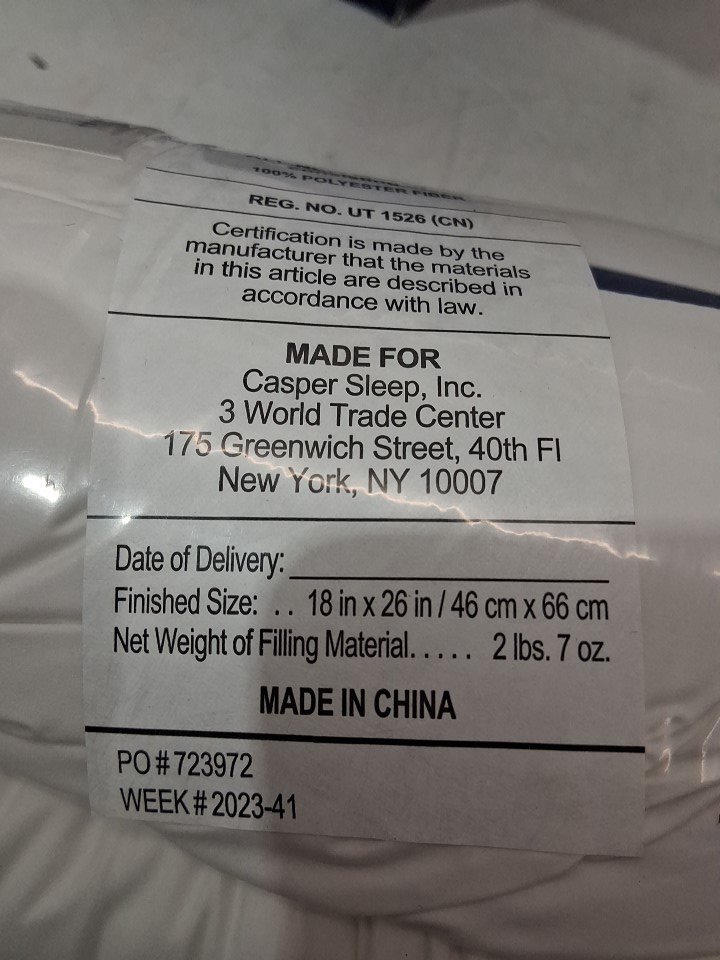 100% POLYESTER FIBER
REG. NO. UT 1526 (CN)
Certification is made by the
manufacturer that the materials
in this article are described in
accordance with law.
MADE FOR
Casper Sleep, Inc.
3 World Trade Center
175 Greenwich Street, 40th Fl
New York, NY 10007
Date of Delivery:
Finished Size: .. 18 in x 26 in / 46 cm x 66 cm
Net Weight of Filling Material..... 2 lbs. 7 oz.
MADE IN CHINA
PO # 723972
WEEK # 2023-41